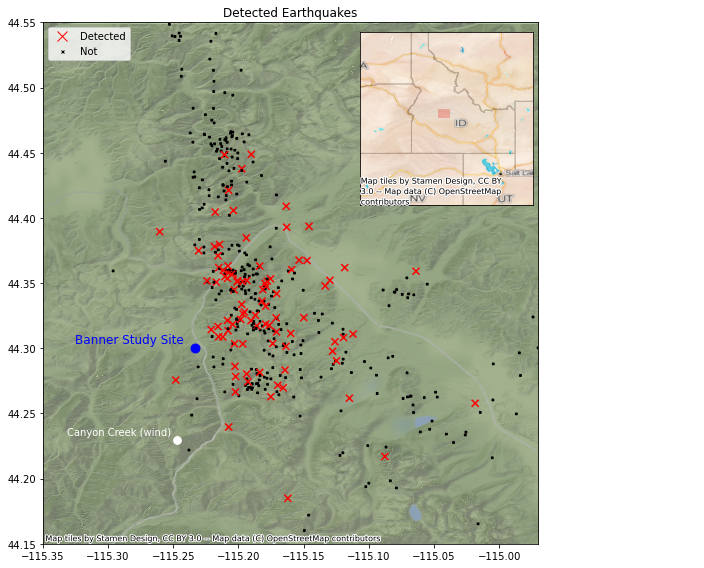 Detected Earthquakes
44.55
Detected
Not
ID
Map tiles by Stamen Design, CC BY
3.0 -- Map data (C) OpenStreetMap
contributors
NV
UT
44.50
44.45
44.40
44.35
44.30
Banner Study Site
44.25
Canyon Creek (wind)
44.20
44.15
Map tiles by Stamen Design, CC BY 3.0 -- Map data (C) OpenStreetMap contributors
−115.35 −115.30 −115.25 −115.20 −115.15 −115.10 −115.05 −115.00